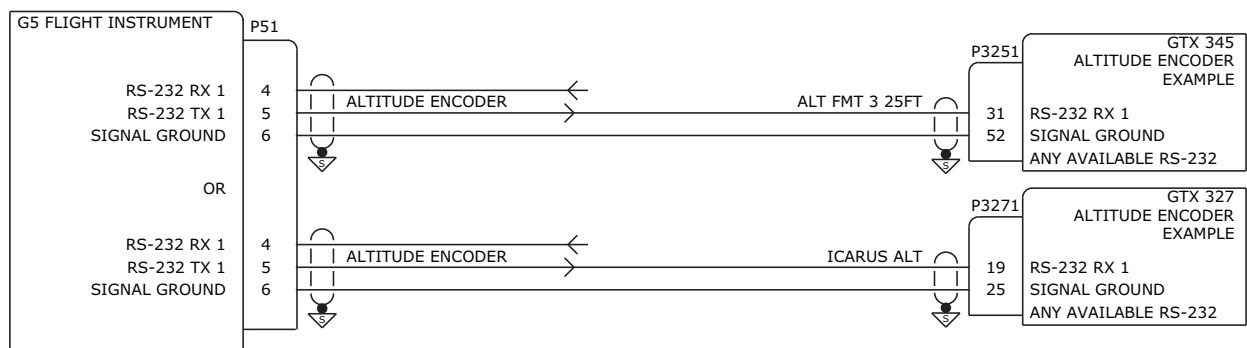 G5 FLIGHT INSTRUMENT
P51
RS-232 RX 1 4
RS-232 TX 1 5
SIGNAL GROUND 6
ALTITUDE ENCODER
ALT FMT 3 25FT
S
S
P3251
GTX 345
ALTITUDE ENCODER
EXAMPLE
31 RS-232 RX 1
52 SIGNAL GROUND
ANY AVAILABLE RS-232
OR
RS-232 RX 1 4
RS-232 TX 1 5
SIGNAL GROUND 6
ALTITUDE ENCODER
ICARUS ALT
S
S
P3271
GTX 327
ALTITUDE ENCODER
EXAMPLE
19 RS-232 RX 1
25 SIGNAL GROUND
ANY AVAILABLE RS-232